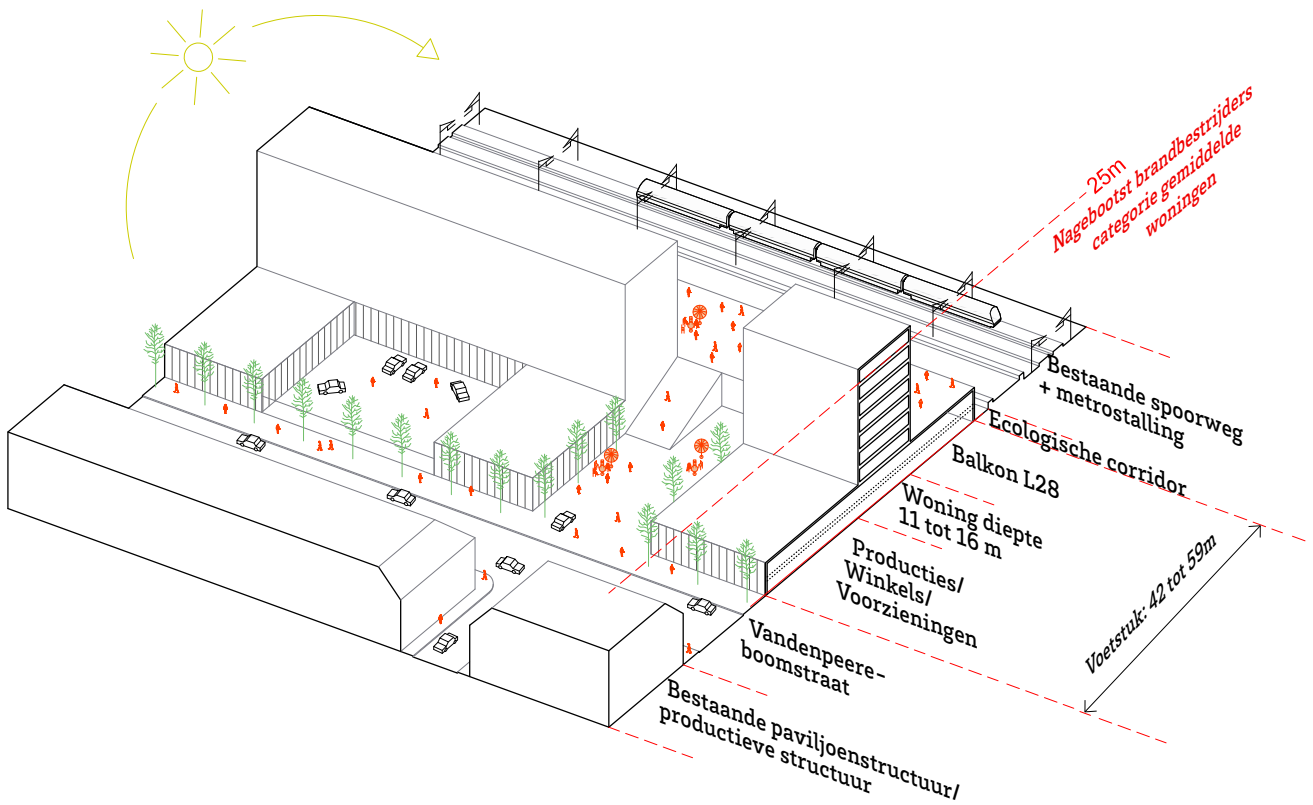 25m
Nagebootst brandbestrijders
categorie gemiddelde
woningen
Bestaande spoorweg
+ metrostalling
Ecologische corridor
Balkon L28
Woning diepte
11 tot 16 m
Producties/
Winkels/
Voorzieningen
Voetstuk: 42 tot 59m
Vandenpeere-
boomstraat
Bestaande paviljoenstructuur/
productieve structuur